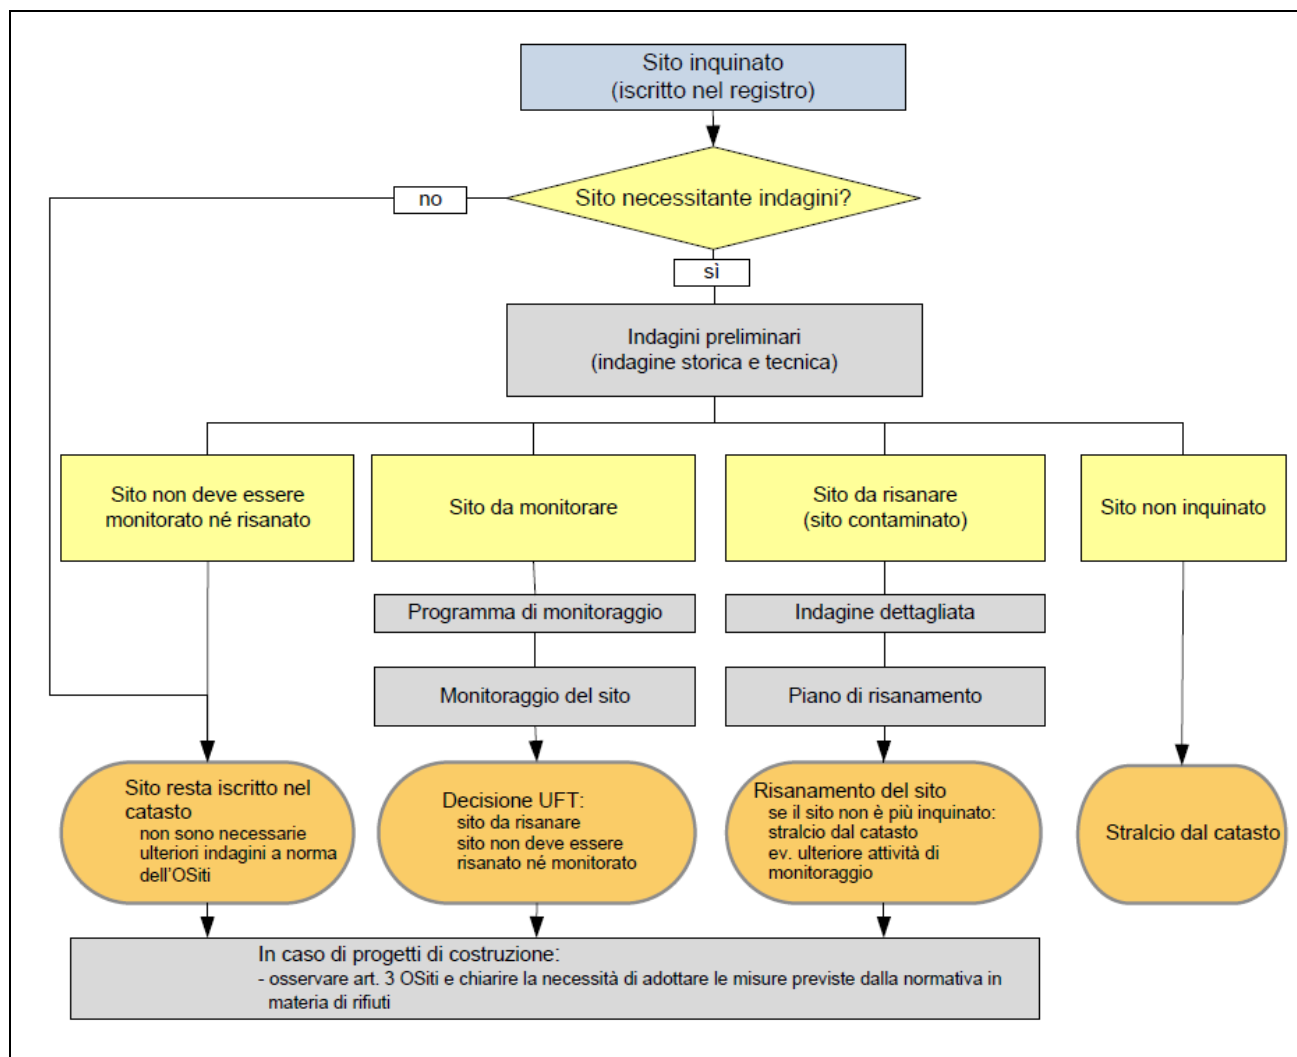 Sito inquinato
(iscritto nel registro)
Sito necessitante indagini?
no
sì
Indagini preliminari
(indagine storica e tecnica)
Sito non deve essere
monitorato né risanato
Sito da monitorare
Sito da risanare
(sito contaminato)
Sito non inquinato
Programma di monitoraggio
Indagine dettagliata
Monitoraggio del sito
Piano di risanamento
Sito resta iscritto nel
catasto
non sono necessarie
ulteriori indagini a norma
dell'OSiti
Decisione UFT:
sito da risanare
sito non deve essere
risanato né monitorato
Risanamento del sito
se il sito non è più inquinato:
stralcio dal catasto
ev. ulteriore attività di
monitoraggio
Stralcio dal catasto
In caso di progetti di costruzione:
- osservare art. 3 OSiti e chiarire la necessità di adottare le misure previste dalla normativa in
materia di rifiuti